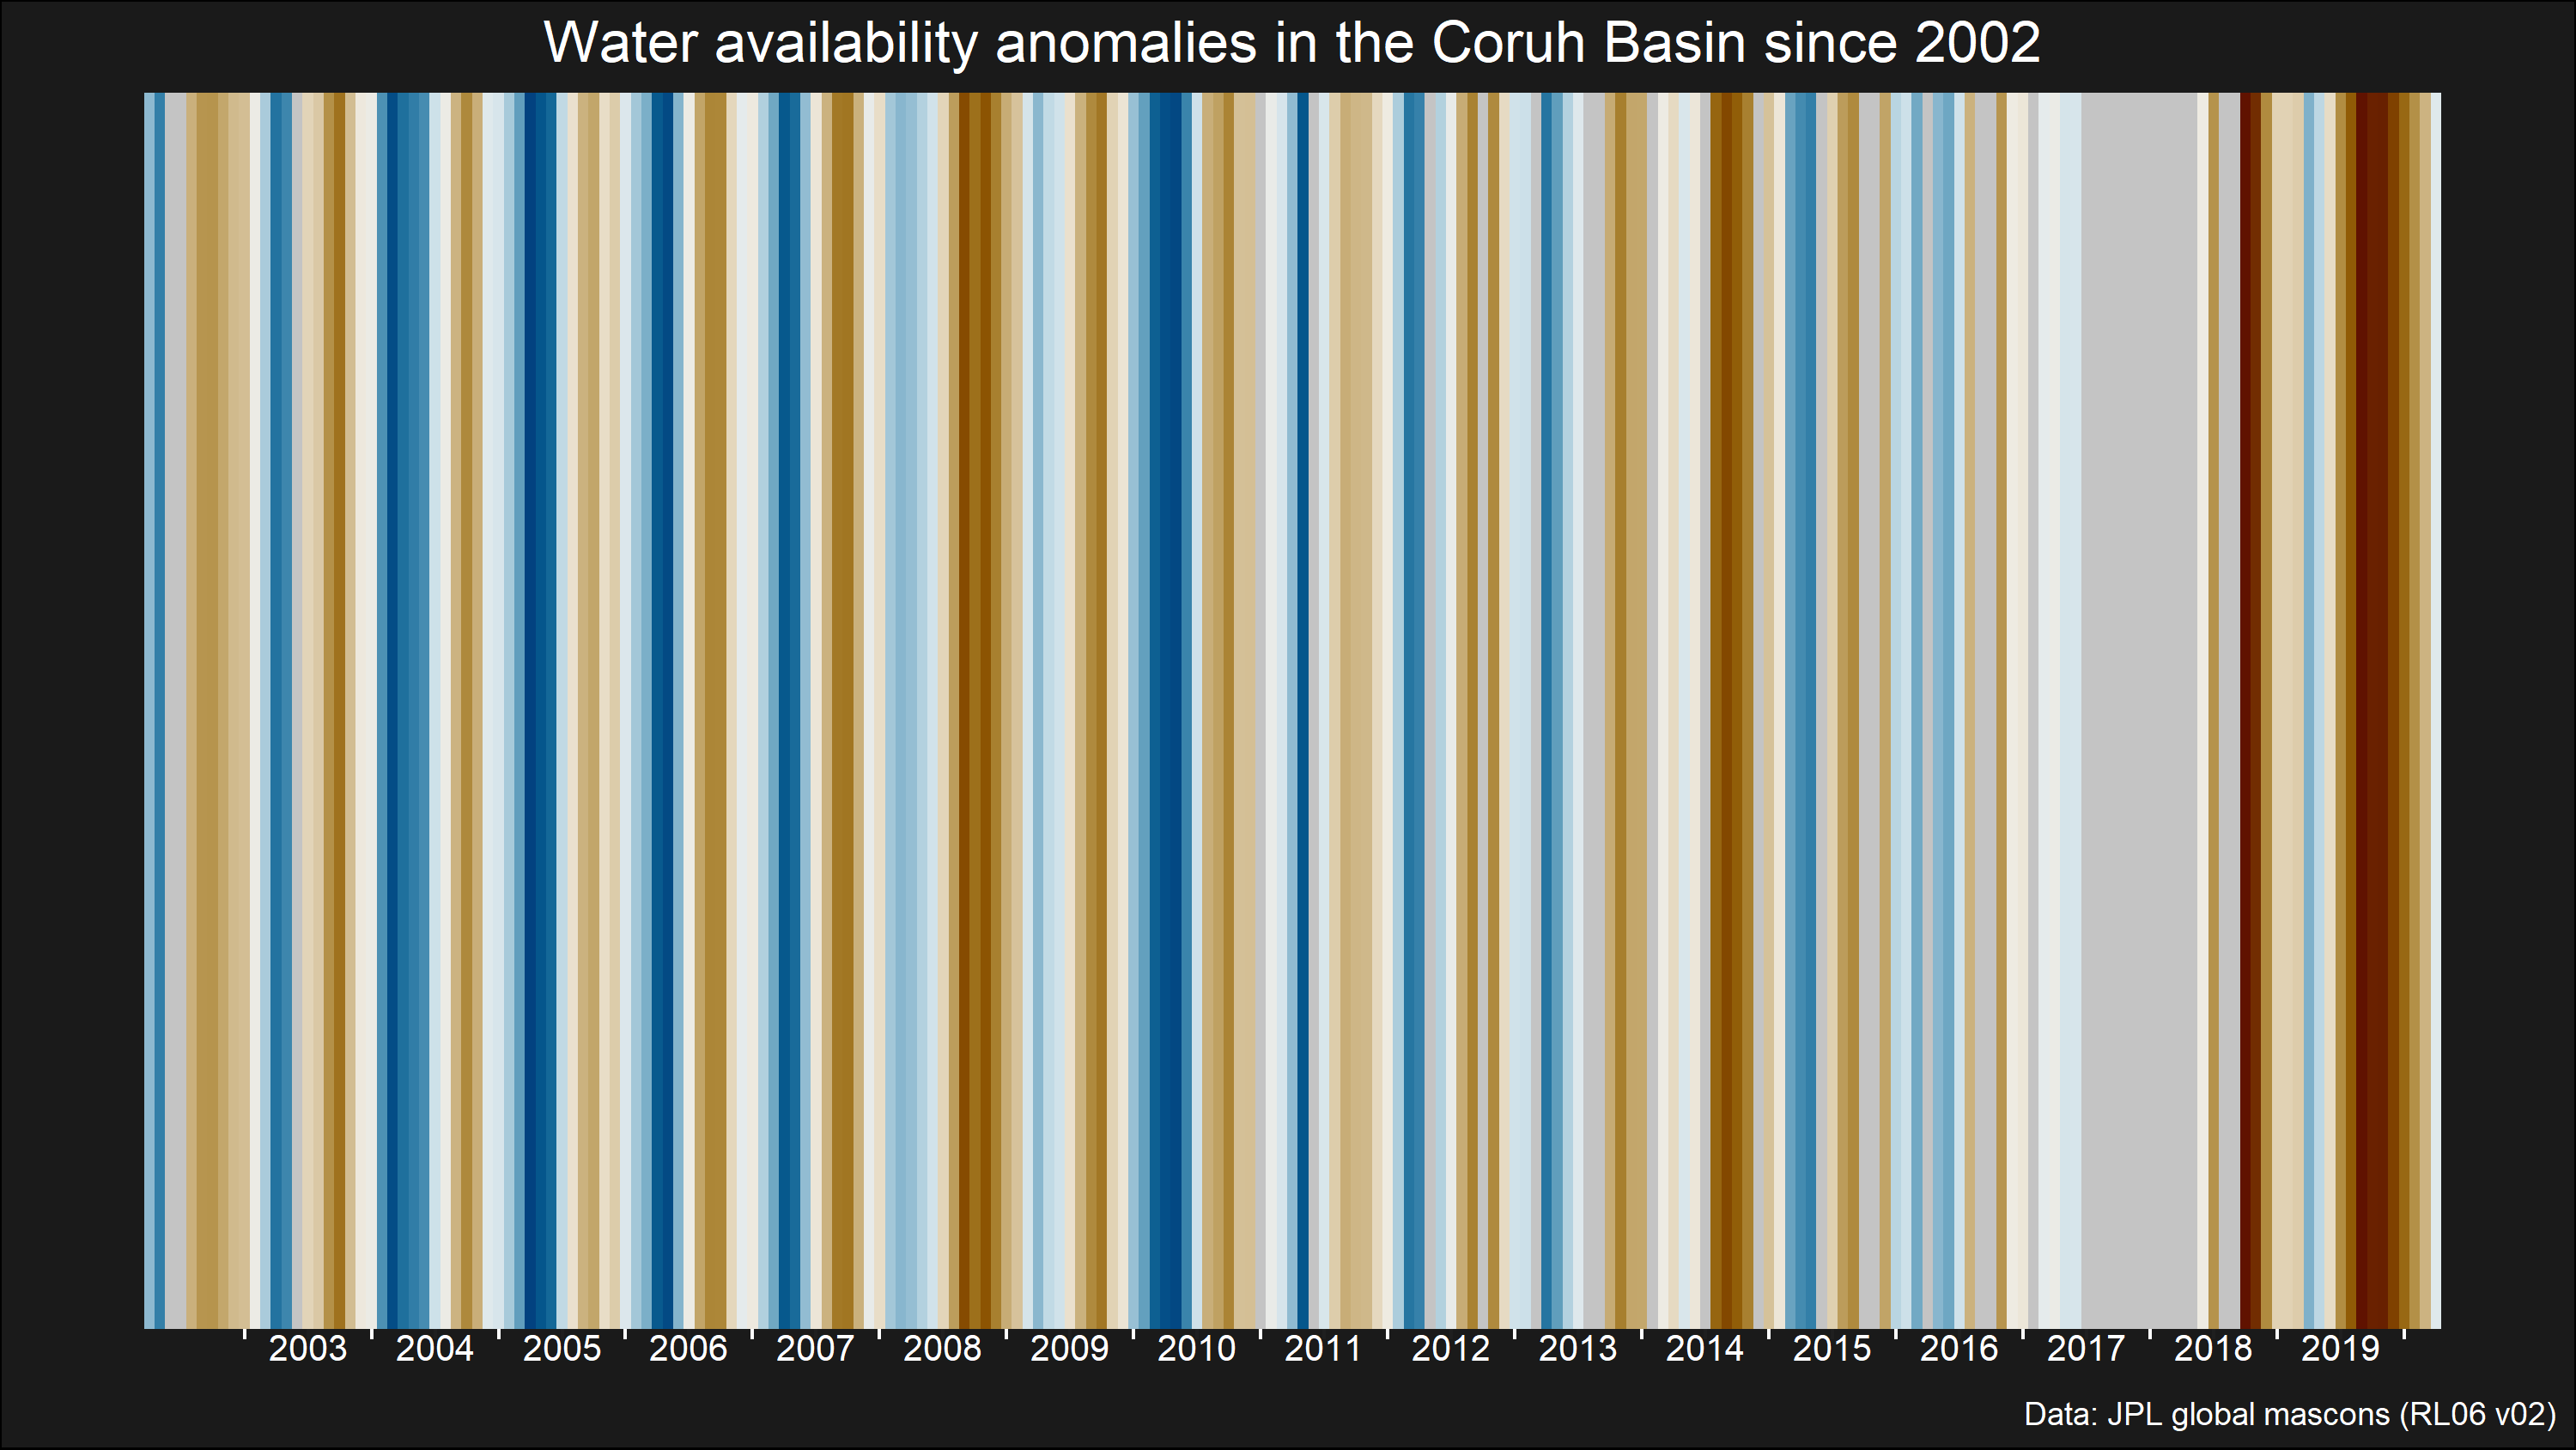 Water availability anomalies in the Coruh Basin since 2002
2003 2004 2005 2006 2007 2008 2009 2010 2011 2012 2013 2014 2015 2016 2017 2018 2019
Data: JPL global mascons (RL06 v02)